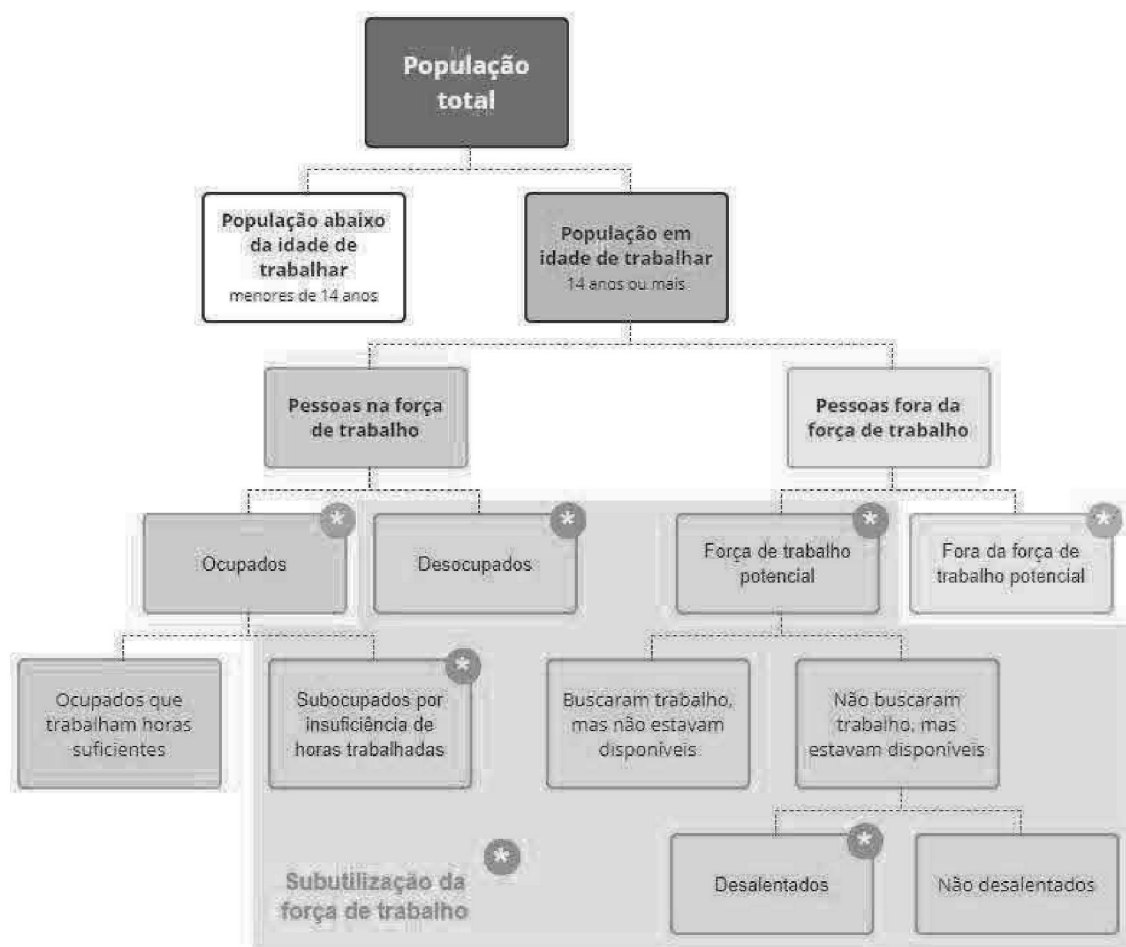 População
total
População abaixo
da idade de
trabalhar
menores de 14 anos
População em
idade de trabalhar
14 anos ou mais
Pessoas na força
de trabalho
Pessoas fora da
força de trabalho
*
Ocupados
*
Desocupados
*
Força de trabalho
potencial
*
Fora da força de
trabalho potencial
Ocupados que
trabalham horas
suficientes
*
Subocupados por
insuficiência de
horas trabalhadas
Buscaram trabalho,
mas não estavam
disponíveis
Não buscaram
trabalho, mas
estavam disponíveis
*
Subutilização da
força de trabalho
*
Desalentados
Não desalentados